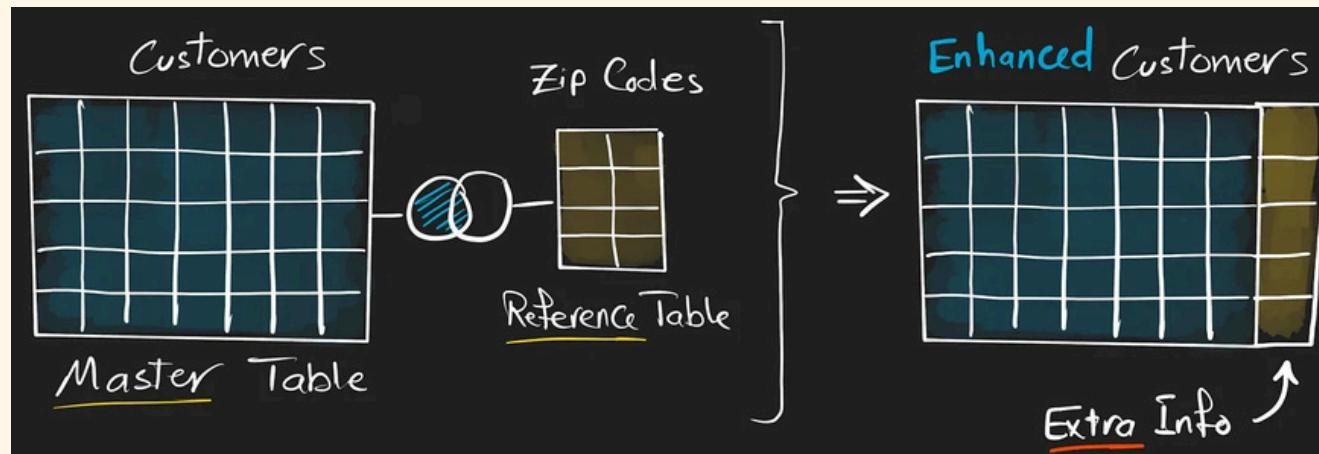 Customers
Zip Codes
Reference Table
Master Table
Enhanced Customers
Extra Info